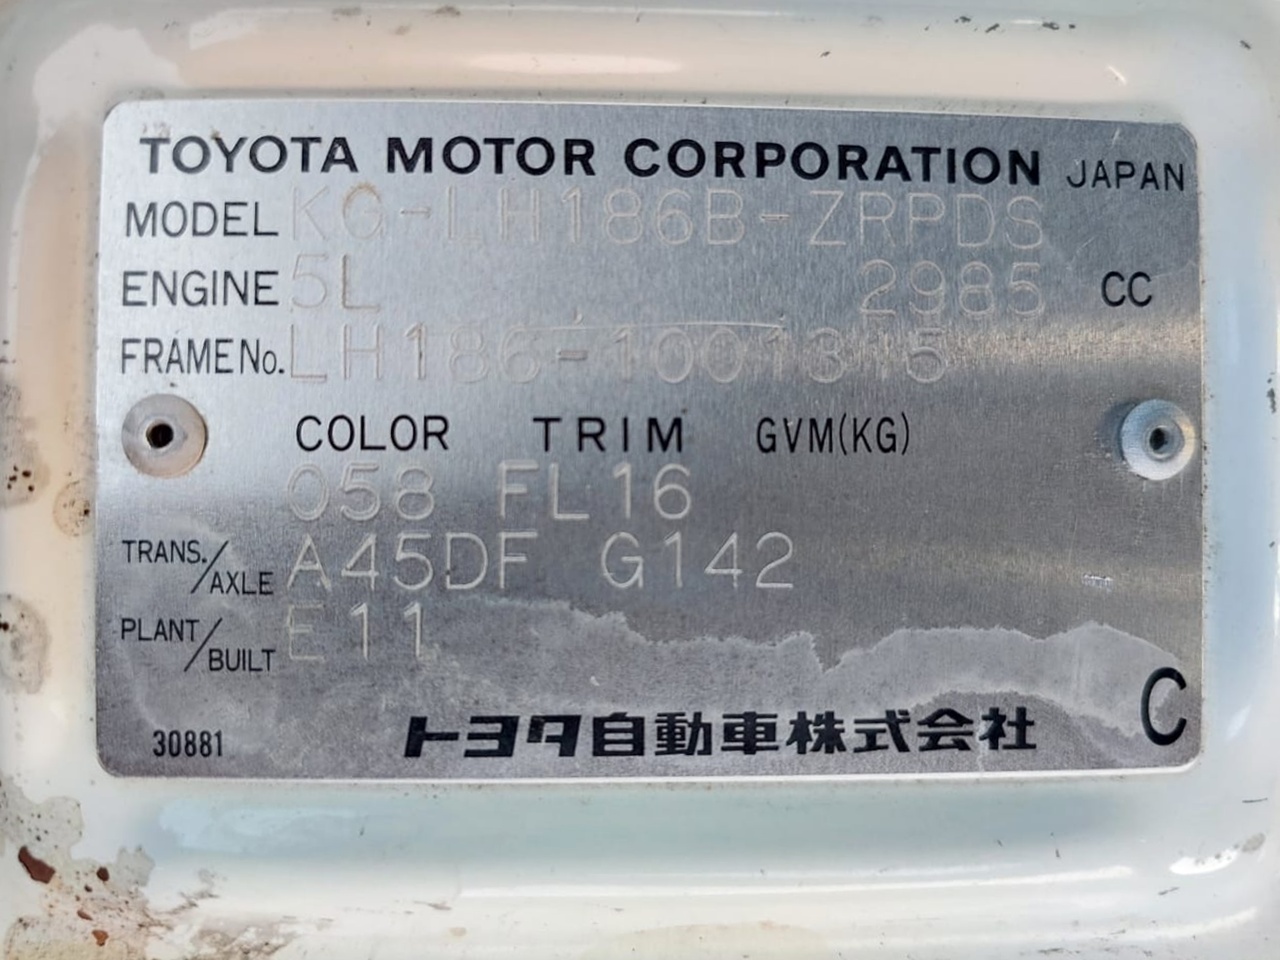 TOYOTA MOTOR CORPORATION JAPAN
MODEL KG-LH186B-ZRPDS
ENGINE 5L 2985 CC
FRAME No. LH186-1001315
COLOR TRIM GVM(KG)
058 FL16
TRANS./AXLE A45DF G142
PLANT/BUILT E11
C
30881 トヨタ自動車株式会社